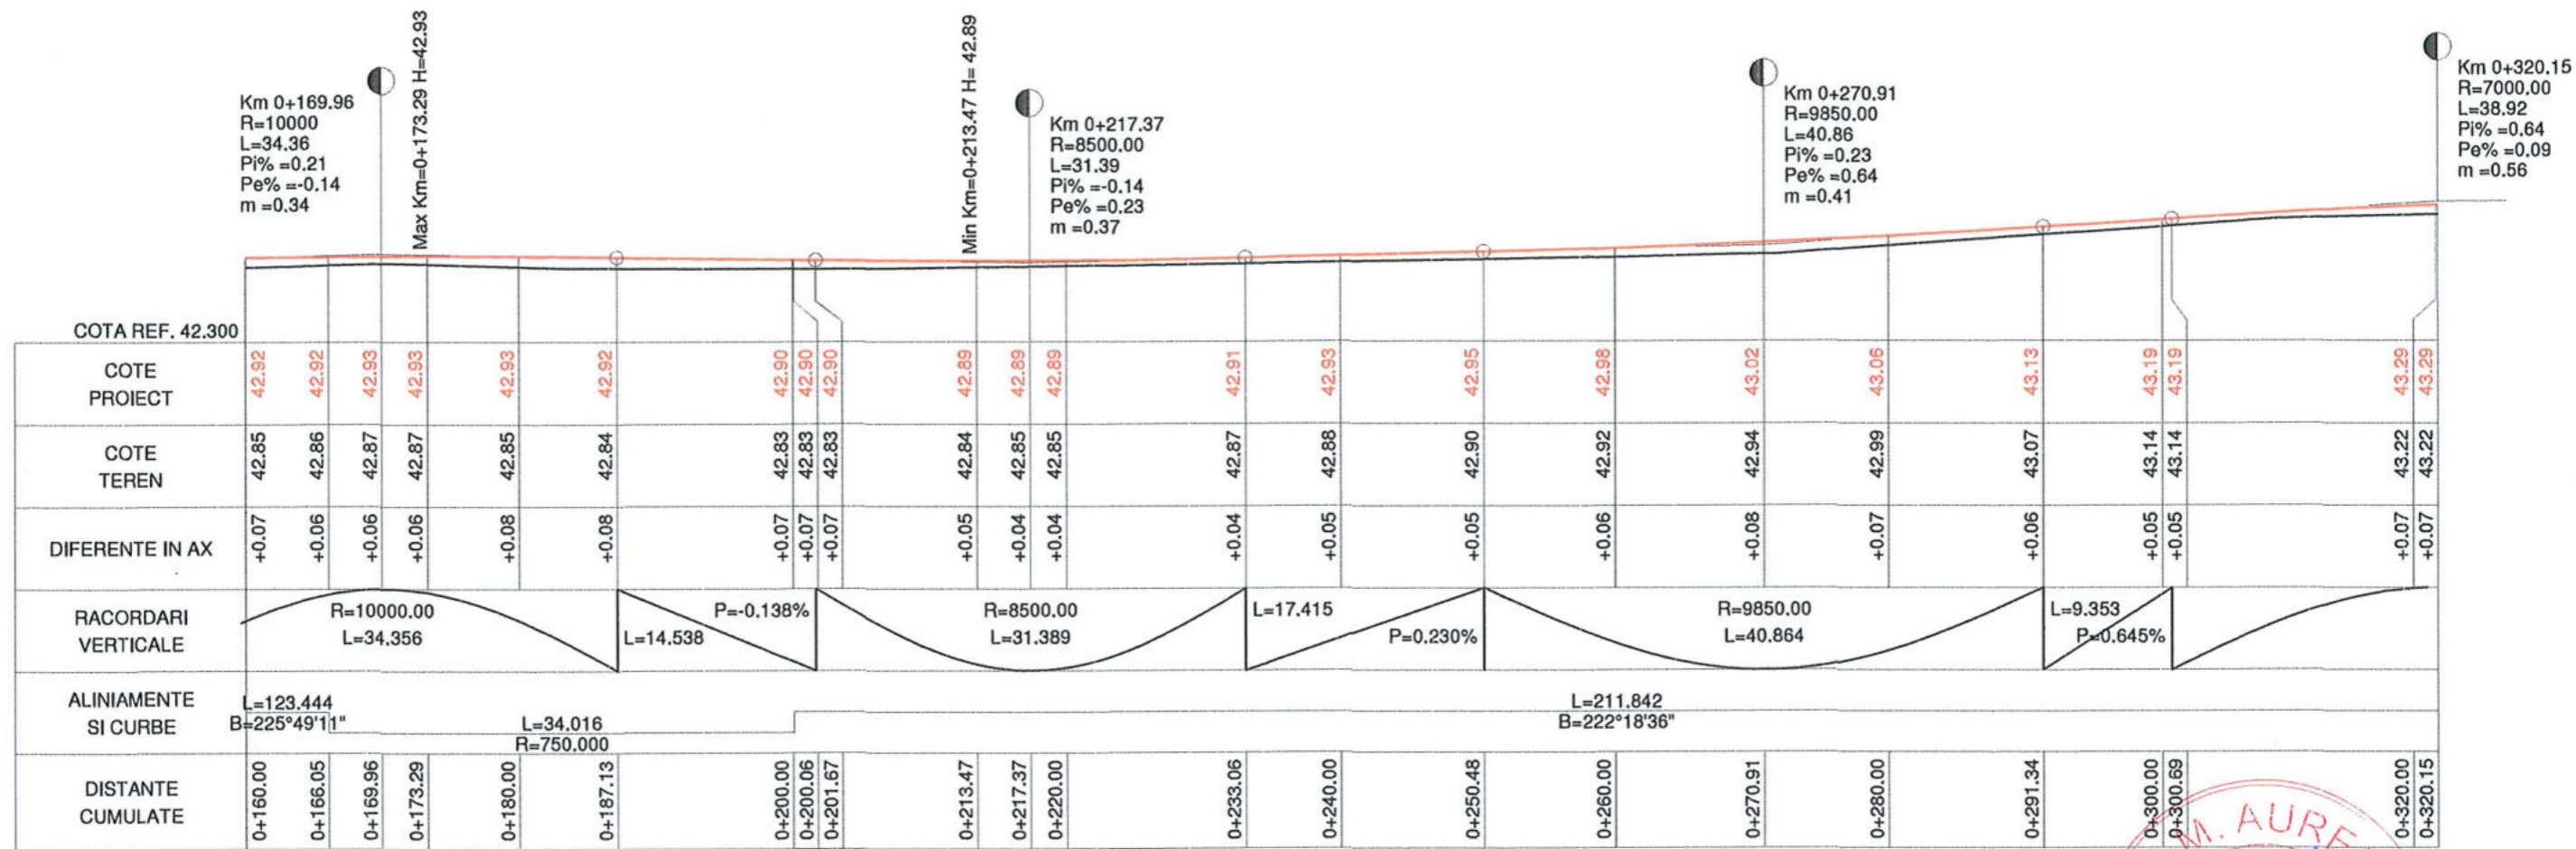 Km 0+169.96
R=10000
L=34.36
Pi% =0.21
Pe% =-0.14
m =0.34
Max Km=0+173.29 H=42.93
Min Km=0+213.47 H= 42.89
Km 0+217.37
R=8500.00
L=31.39
Pi% =-0.14
Pe% =0.23
m =0.37
Km 0+270.91
R=9850.00
L=40.86
Pi% =0.23
Pe% =0.64
m =0.41
Km 0+320.15
R=7000.00
L=38.92
Pi% =0.64
Pe% =0.09
m =0.56
COTA REF. 42.300
COTE
PROIECT
42.92 42.92 42.93 42.93 42.93 42.92 42.90 42.90 42.90 42.89 42.89 42.89 42.91 42.93 42.95 42.98 43.02 43.06 43.13 43.19 43.19 43.29 43.29
COTE
TEREN
42.85 42.86 42.87 42.87 42.85 42.84 42.83 42.83 42.83 42.84 42.85 42.85 42.87 42.88 42.90 42.92 42.94 42.99 43.07 43.14 43.14 43.22 43.22
DIFERENTE IN AX
+0.07 +0.06 +0.06 +0.06 +0.08 +0.08 +0.07 +0.07 +0.07 +0.05 +0.04 +0.04 +0.04 +0.05 +0.05 +0.06 +0.08 +0.07 +0.06 +0.05 +0.05 +0.07 +0.07
RACORDARI
VERTICALE
R=10000.00
L=34.356
P=-0.138%
L=14.538
R=8500.00
L=31.389
L=17.415
P=0.230%
R=9850.00
L=40.864
L=9.353
P=0.645%
ALINIAMENTE
SI CURBE
L=123.444
B=225°49'11"
L=34.016
R=750.000
L=211.842
B=222°18'36"
DISTANTE
CUMULATE
0+160.00 0+166.05 0+169.96 0+173.29 0+180.00 0+187.13 0+200.00 0+200.06 0+201.67 0+213.47 0+217.37 0+220.00 0+233.06 0+240.00 0+250.48 0+260.00 0+270.91 0+280.00 0+291.34 0+300.00 0+300.69 0+320.00 0+320.15
M. AURE